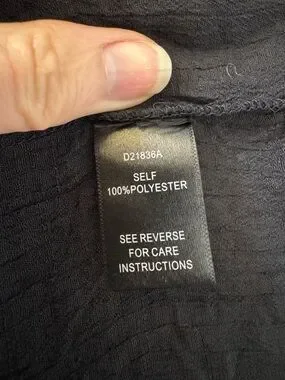 D21836A
SELF
100%POLYESTER
SEE REVERSE
FOR CARE
INSTRUCTIONS